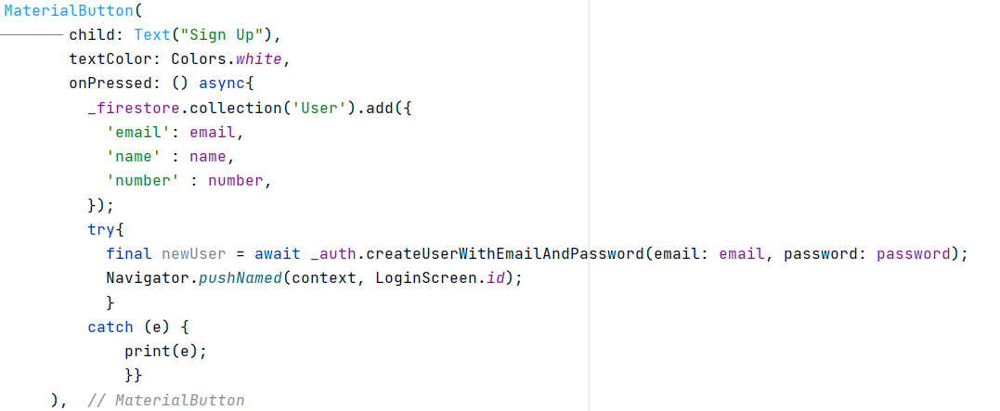 MaterialButton(
child: Text("Sign Up"),
textColor: Colors.white,
onPressed: () async{
_firestore.collection('User').add({
'email': email,
'name' : name,
'number' : number,
});
try{
final newUser = await _auth.createUserWithEmailAndPassword(email: email, password: password);
Navigator.pushNamed(context, LoginScreen.id);
}
catch (e) {
print(e);
}}
), // MaterialButton